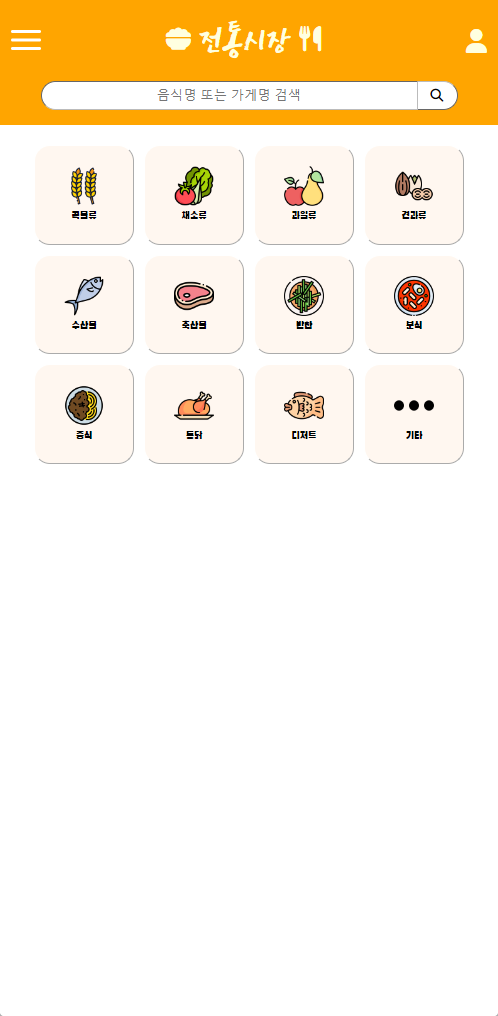 전통시장
음식명 또는 가게명 검색
곡물류
채소류
과일류
견과류
수산물
축산물
반찬
분식
중식
통닭
디저트
기타